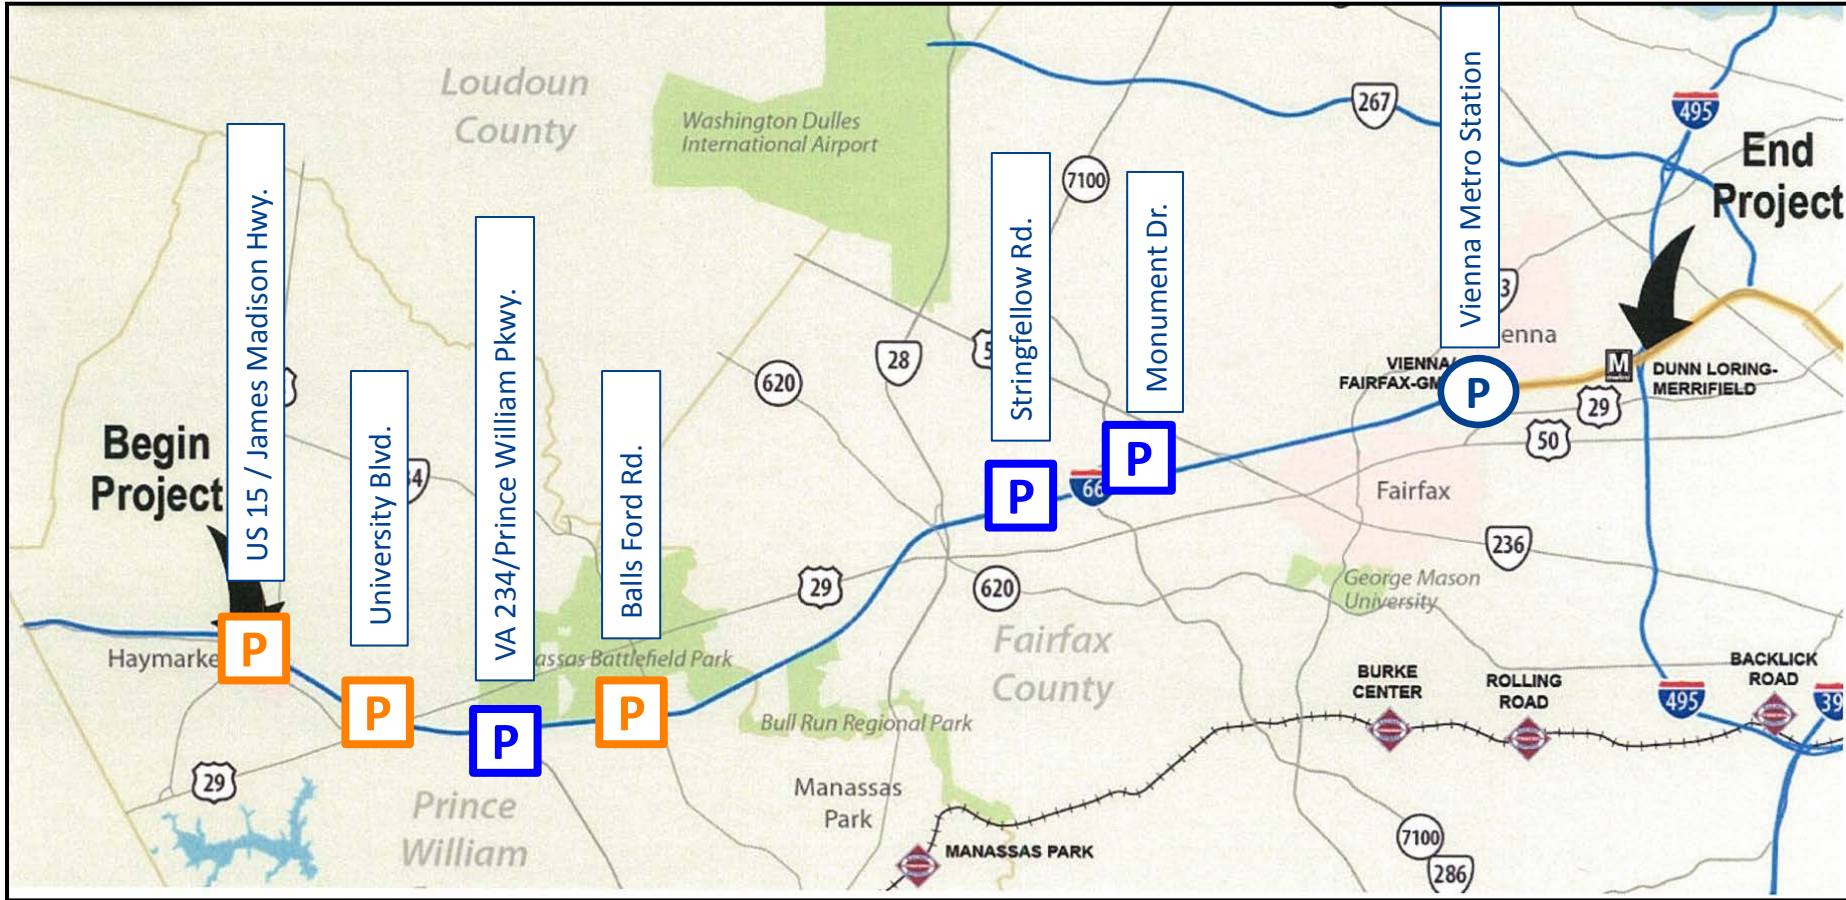 Loudoun
County
Washington Dulles
International Airport
267
495
End
Project
7100
Vienna Metro Station
US 15 / James Madison Hwy.
VA 234/Prince William Pkwy.
Stringfellow Rd.
Monument Dr.
University Blvd.
Balls Ford Rd.
3
enna
28
5
620
VIENNA/
FAIRFAX-GM
P
M
DUNN LORING-
MERRIFIELD
29
50
Begin
Project
4
P
P
66
Fairfax
236
29
620
George Mason
University
Haymarke
P
P
P
P
assas Battlefield Park
Fairfax
County
Bull Run Regional Park
BURKE
CENTER
ROLLING
ROAD
BACKLICK
ROAD
495
39
29
Prince
William
Manassas
Park
MANASSAS PARK
7100
286